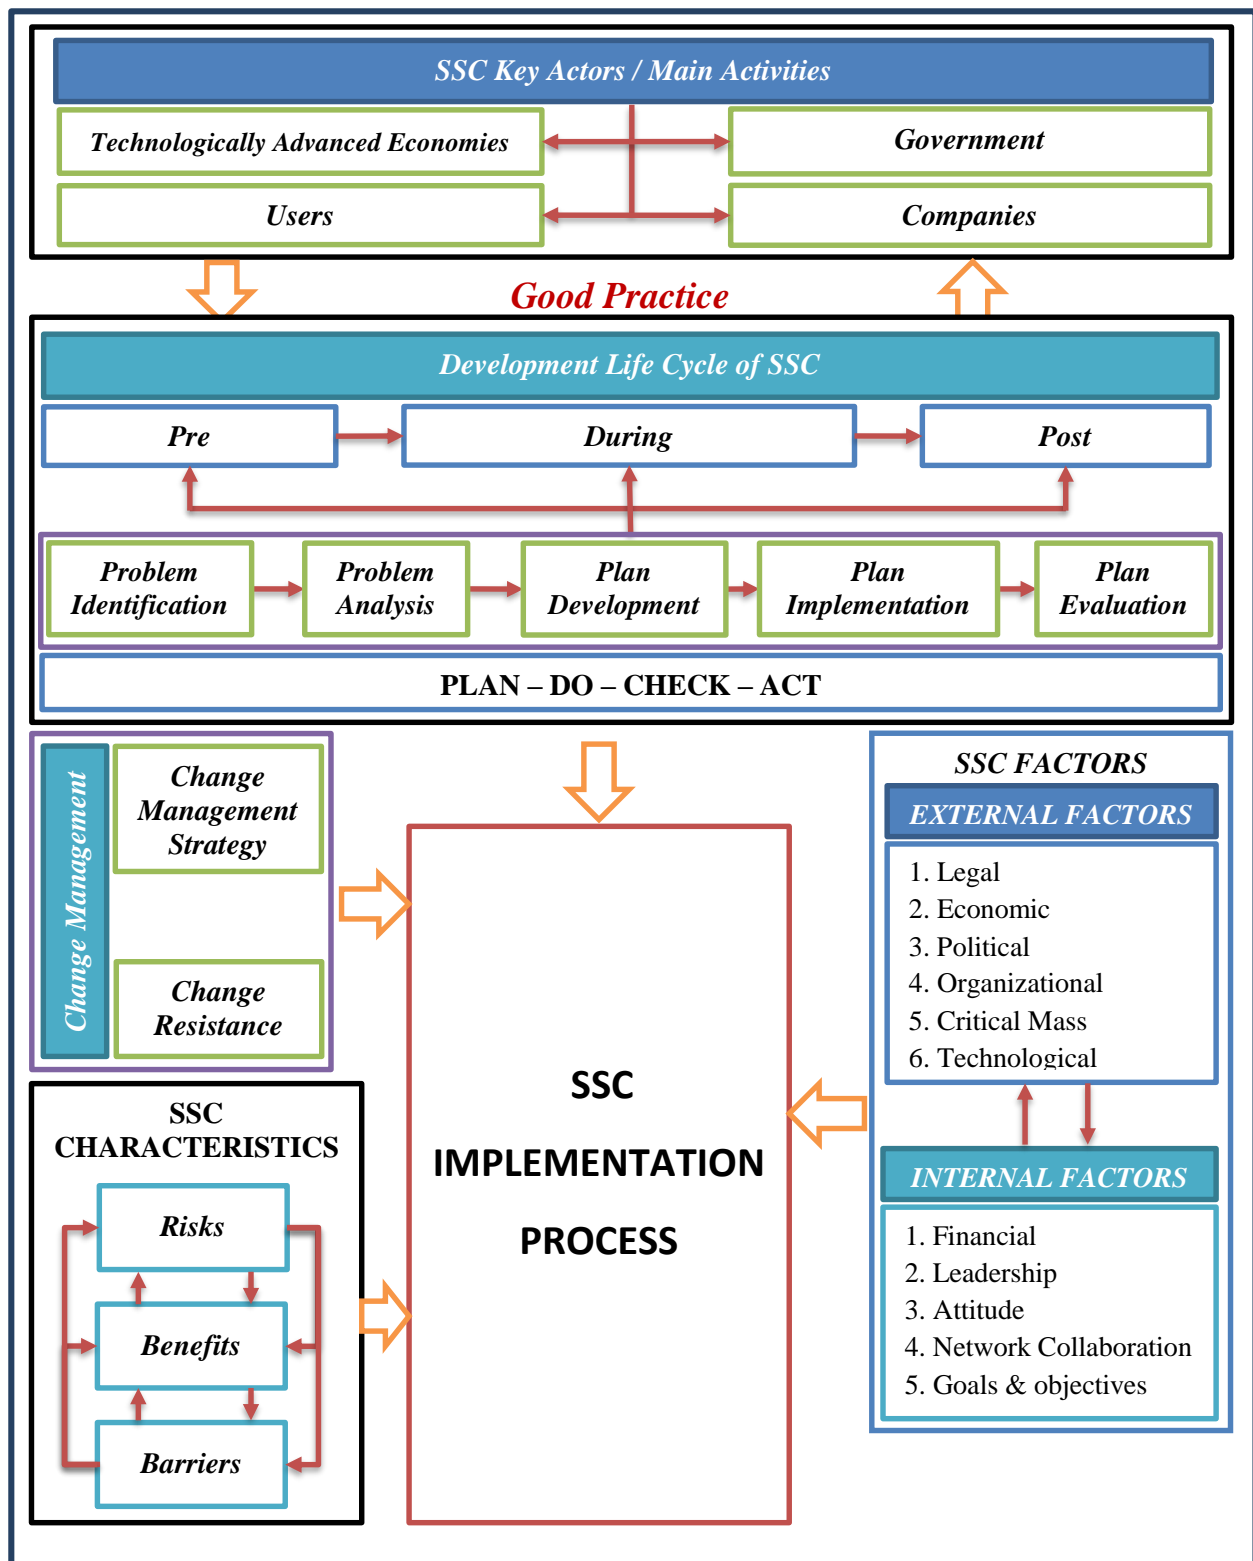 SSC Key Actors / Main Activities
Technologically Advanced Economies
Government
Users
Companies
Good Practice
Development Life Cycle of SSC
Pre
During
Post
Problem
Identification
Problem
Analysis
Plan
Development
Plan
Implementation
Plan
Evaluation
PLAN – DO – CHECK – ACT
Change Management
Change
Management
Strategy
Change
Resistance
SSC
CHARACTERISTICS
Risks
Benefits
Barriers
SSC
IMPLEMENTATION
PROCESS
SSC FACTORS
EXTERNAL FACTORS
1. Legal
2. Economic
3. Political
4. Organizational
5. Critical Mass
6. Technological
INTERNAL FACTORS
1. Financial
2. Leadership
3. Attitude
4. Network Collaboration
5. Goals & objectives